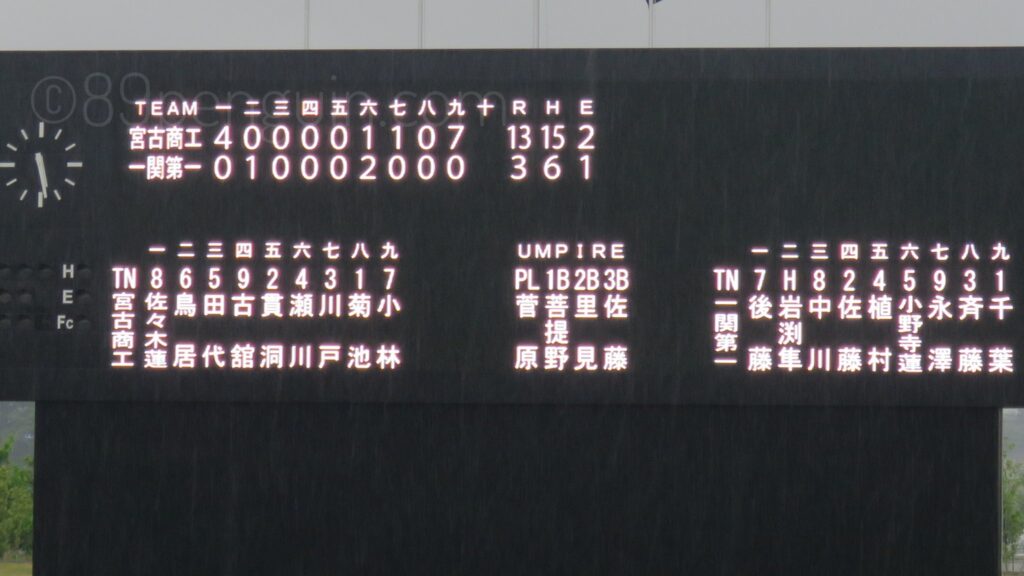 ©89penguin.com
TEAM 一 二 三 四 五 六 七 八 九 十 R H E
宮古商工 4 0 0 0 0 1 1 0 7 13 15 2
一関第一 0 1 0 0 0 2 0 0 0 3 6 1
一 二 三 四 五 六 七 八 九
TN 8 6 5 9 2 4 3 1 7
宮古商工 佐々木蓮 鳥居 田代 古舘 貫洞 瀬川 川戸 菊池 小林
UMPIRE
PL 1B 2B 3B
菅原 菩提野 里見 佐藤
一 二 三 四 五 六 七 八 九
TN 7 H 8 2 4 5 9 3 1
一関第一 後藤 岩渕隼 中川 佐藤 植村 小野寺蓮 永澤 斉藤 千葉
H
E
Fc